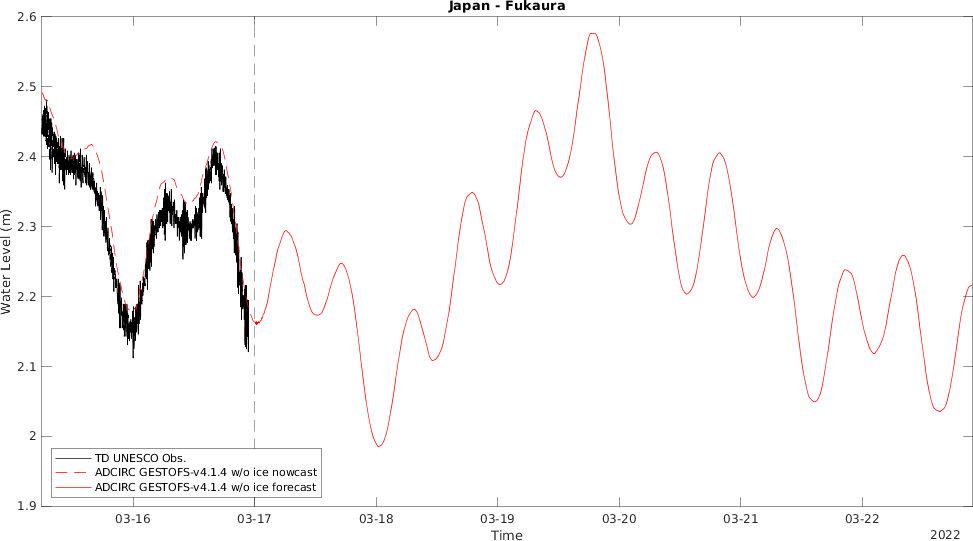 Japan - Fukaura
2.6
2.5
2.4
2.3
2.2
2.1
2
1.9
Water Level (m)
TD UNESCO Obs.
ADCIRC GESTOFS-v4.1.4 w/o ice nowcast
ADCIRC GESTOFS-v4.1.4 w/o ice forecast
03-16 03-17 03-18 03-19 03-20 03-21 03-22
Time
2022